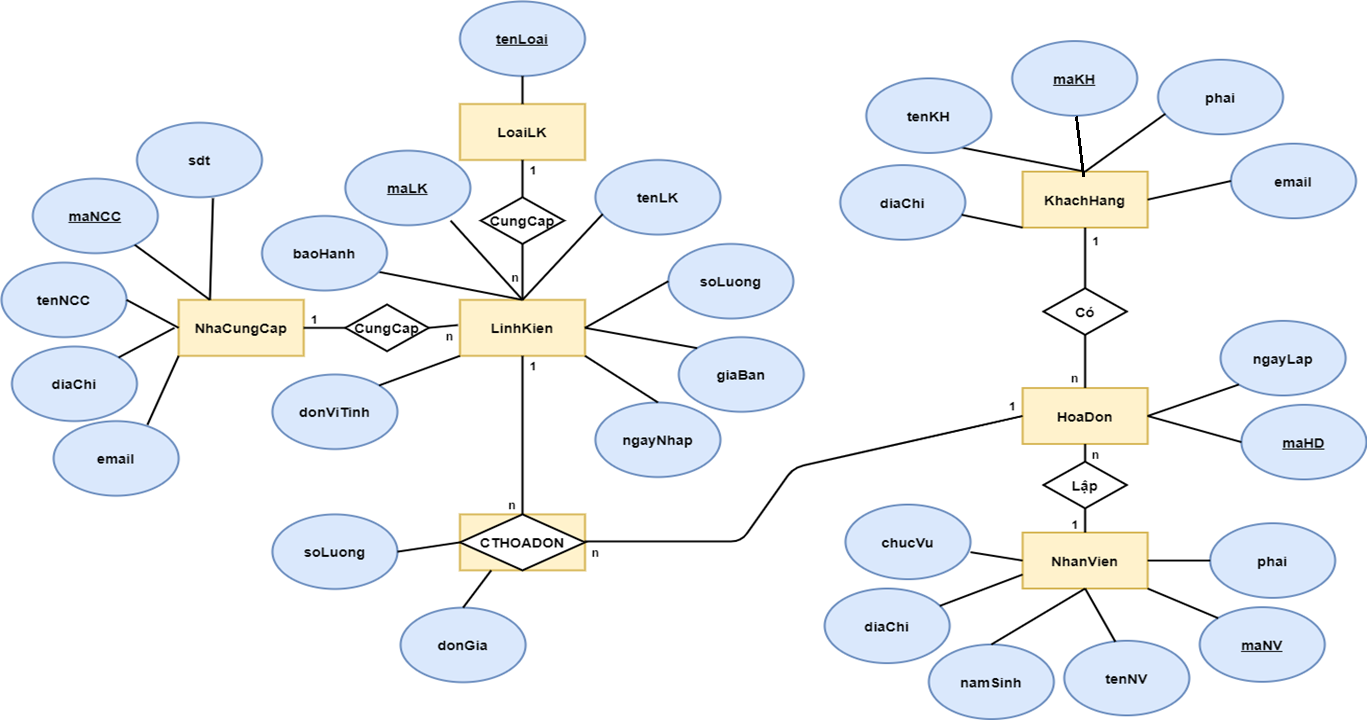 tenLoai
LoaiLK
1
CungCap
n
maKH
tenKH
phai
diaChi
email
KhachHang
1
Có
n
sdt
maNCC
tenNCC
diaChi
email
NhaCungCap
1
CungCap
n
maLK
tenLK
baoHanh
soLuong
LinhKien
giaBan
donViTinh
ngayNhap
1
n
CTHOADON
n
soLuong
donGia
1
HoaDon
ngayLap
maHD
n
Lập
1
NhanVien
chucVu
phai
diaChi
maNV
namSinh
tenNV